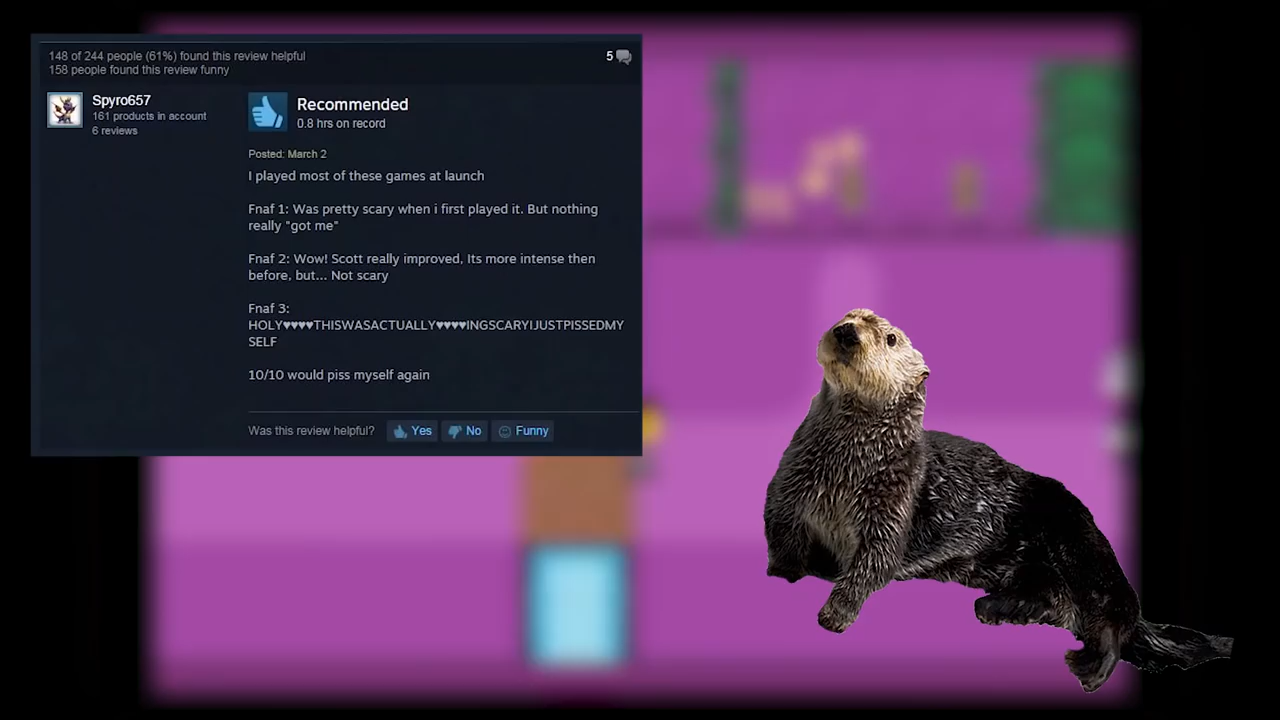 148 of 244 people (61%) found this review helpful
158 people found this review funny
5
Spyro657
161 products in account
6 reviews
Recommended
0.8 hrs on record
Posted: March 2
I played most of these games at launch
Fnaf 1: Was pretty scary when i first played it. But nothing
really "got me"
Fnaf 2: Wow! Scott really improved, Its more intense then
before, but... Not scary
Fnaf 3:
HOLY♥♥♥♥THISWASACTUALLY♥♥♥♥INGSCARYIJUSTPISSEDMY
SELF
10/10 would piss myself again
Was this review helpful? Yes No Funny